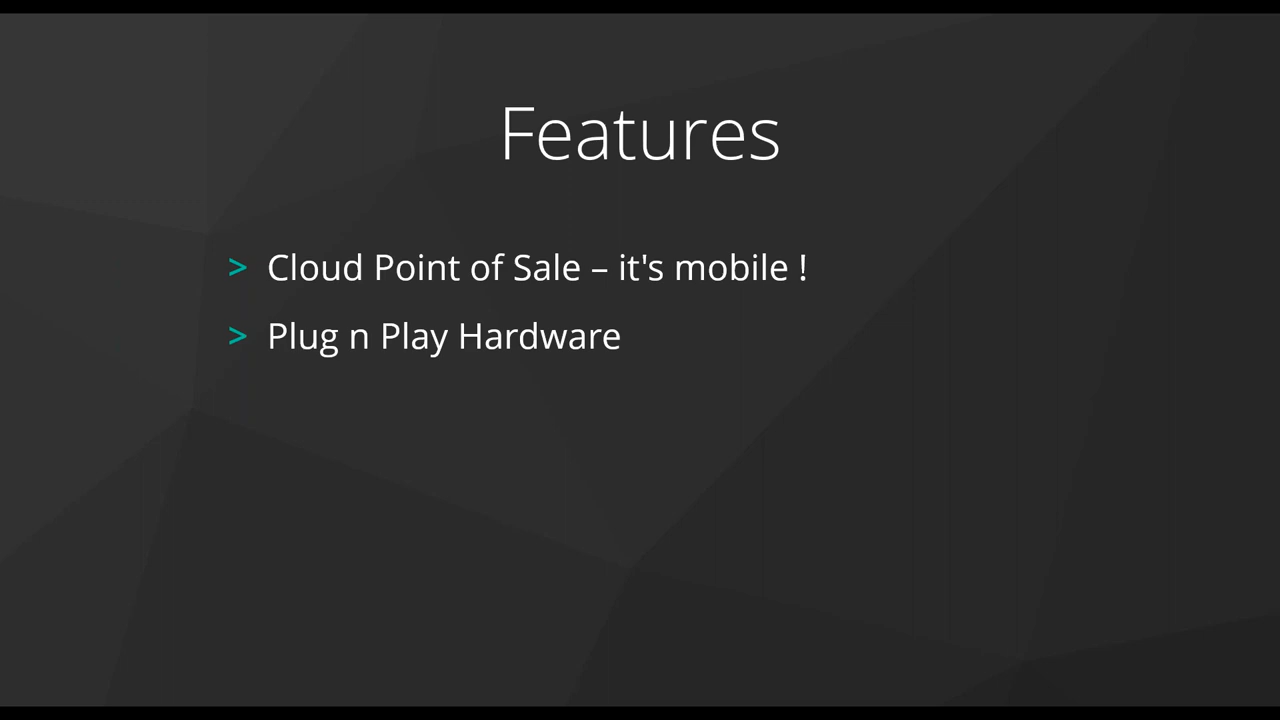 Features
> Cloud Point of Sale – it's mobile !
> Plug n Play Hardware